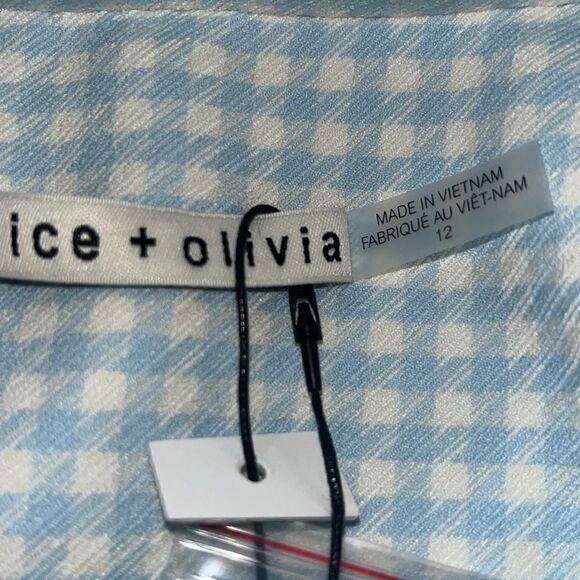 ice + olivia
MADE IN VIETNAM
FABRIQUÉ AU VIÊT-NAM
12